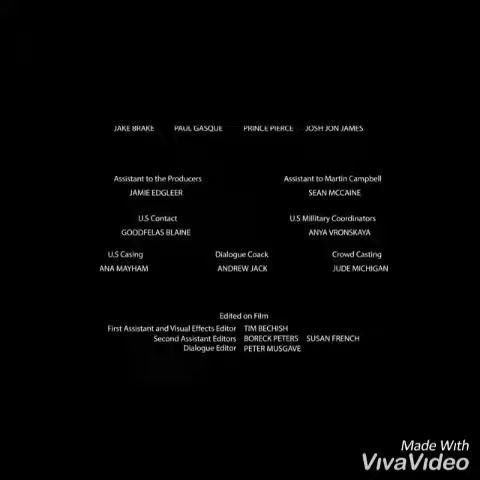 JAKE BRAKE PAUL GASQUE PRINCE PIERCE JOSH JON JAMES
Assistant to the Producers Assistant to Martin Campbell
JAMIE EDGLEER SEAN MCCAINE
U.S Contact U.S Millitary Coordinators
GOODFELAS BLAINE ANYA VRONSKAYA
U.S Casing Dialogue Coack Crowd Casting
ANA MAYHAM ANDREW JACK JUDE MICHIGAN
Edited on Film
First Assistant and Visual Effects Editor TIM BECHISH
Second Assistant Editors BORECK PETERS SUSAN FRENCH
Dialogue Editor PETER MUSGAVE
Made With
VivaVideo